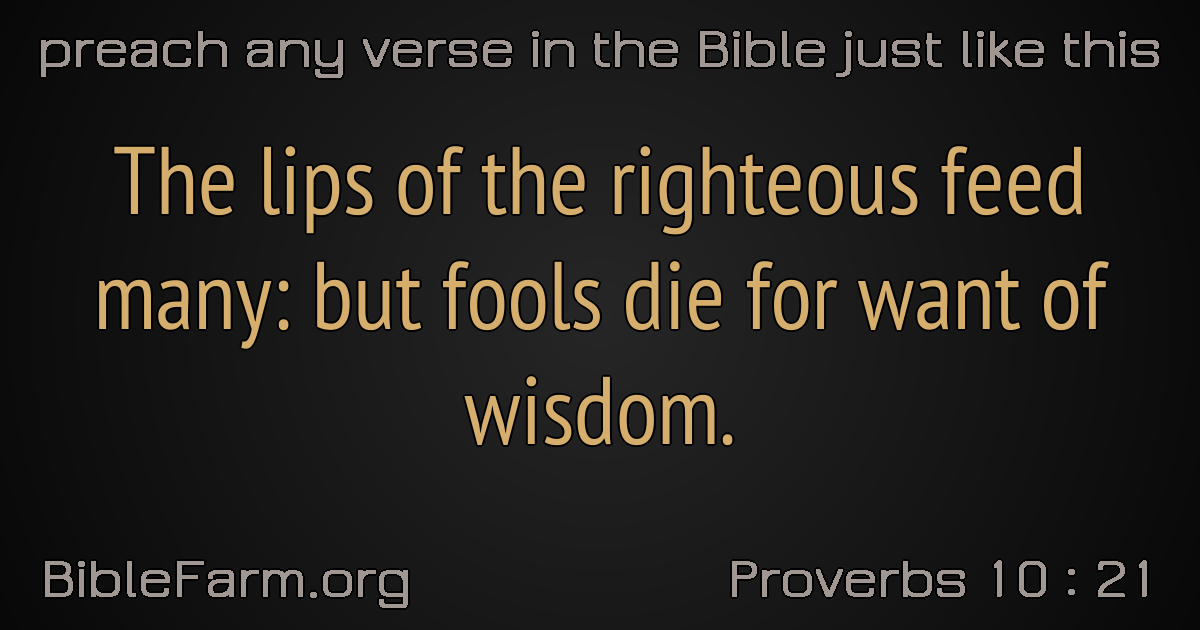 preach any verse in the Bible just like this
The lips of the righteous feed
many: but fools die for want of
wisdom.
BibleFarm.org
Proverbs 10 : 21